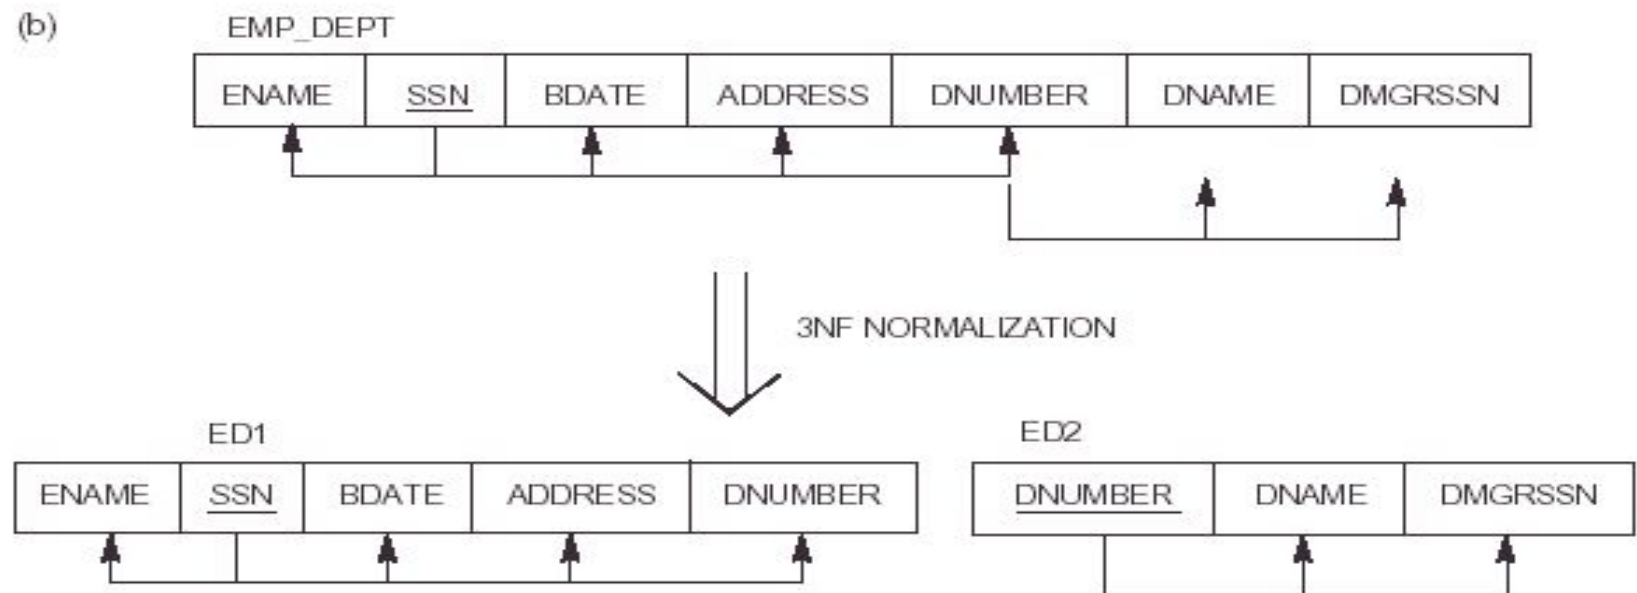 (b)
EMP_DEPT
ENAME SSN BDATE ADDRESS DNUMBER DNAME DMGRSSN
3NF NORMALIZATION
ED1
ENAME SSN BDATE ADDRESS DNUMBER
ED2
DNUMBER DNAME DMGRSSN